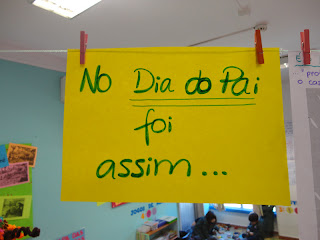 No Dia do Pai
foi
assim...